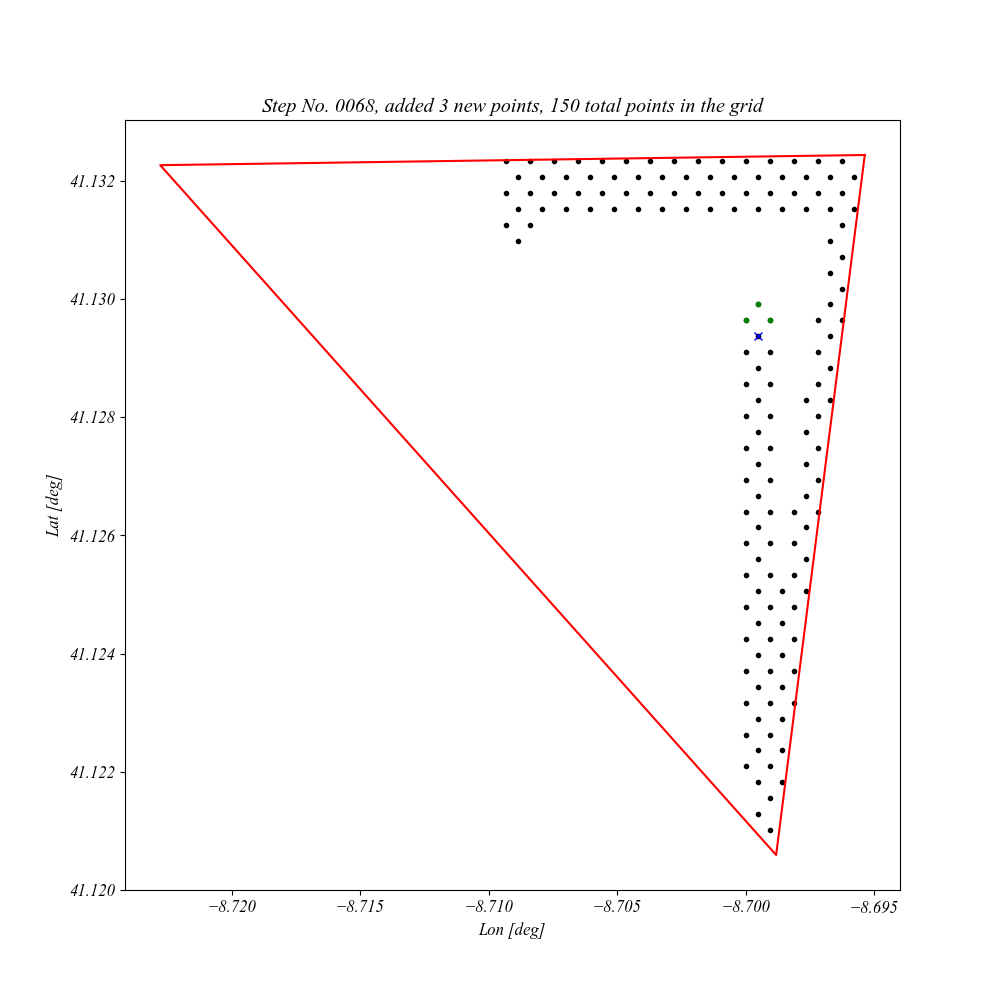 Step No. 0068, added 3 new points, 150 total points in the grid
41.132
41.130
41.128
41.126
41.124
41.122
41.120
Lat [deg]
−8.720 −8.715 −8.710 −8.705 −8.700 −8.695
Lon [deg]